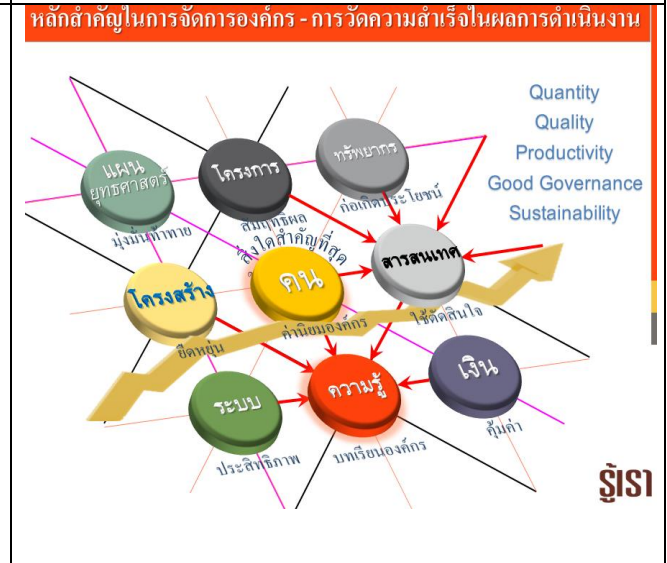 หลักสำคัญในการจัดการองค์กร - การวัดความสำเร็จในผลการดำเนินงาน
Quantity
Quality
Productivity
Good Governance
Sustainability
แผน
ยุทธศาสตร์
มุ่งมั่นท้าทาย
โครงการ
สัมฤทธิผล
ทรัพยากร
ก่อเกิดประโยชน์
สิ่งใดสำคัญที่สุด
โครงสร้าง
ยืดหยุ่น
คน
ค่านิยมองค์กร
สารสนเทศ
ใช้ตัดสินใจ
ระบบ
ประสิทธิภาพ
ความรู้
บทเรียนองค์กร
เงิน
คุ้มค่า
รู้เรา